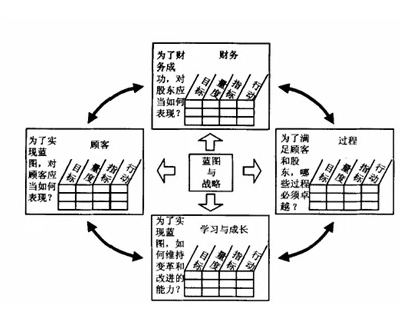 为了财
务成
功，对
股东应
当如何
表现？
财务
目标
量度
指标
行动
为了实
现蓝
图，对
顾客应
当如何
表现？
顾客
目标
量度
指标
行动
蓝图
与
战略
为了满
足顾客
和股
东，哪
些过程
必须卓
越？
过程
目标
量度
指标
行动
为了实
现蓝
图，如
何维持
变革和
改进的
能力？
学习与成长
目标
量度
指标
行动